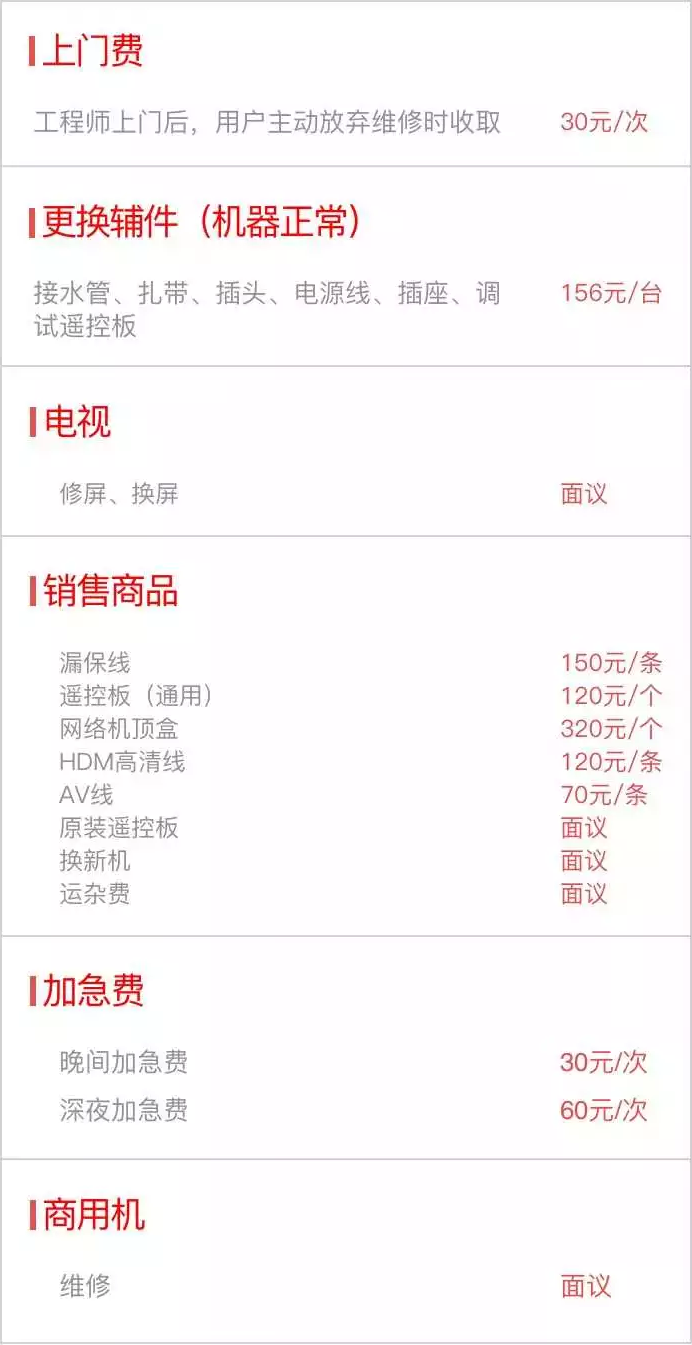 上门费
工程师上门后，用户主动放弃维修时收取 30元/次
更换辅件（机器正常）
接水管、扎带、插头、电源线、插座、调 156元/台
试遥控板
电视
修屏、换屏 面议
销售商品
漏保线 150元/条
遥控板（通用） 120元/个
网络机顶盒 320元/个
HDM高清线 120元/条
AV线 70元/条
原装遥控板 面议
换新机 面议
运杂费 面议
加急费
晚间加急费 30元/次
深夜加急费 60元/次
商用机
维修 面议